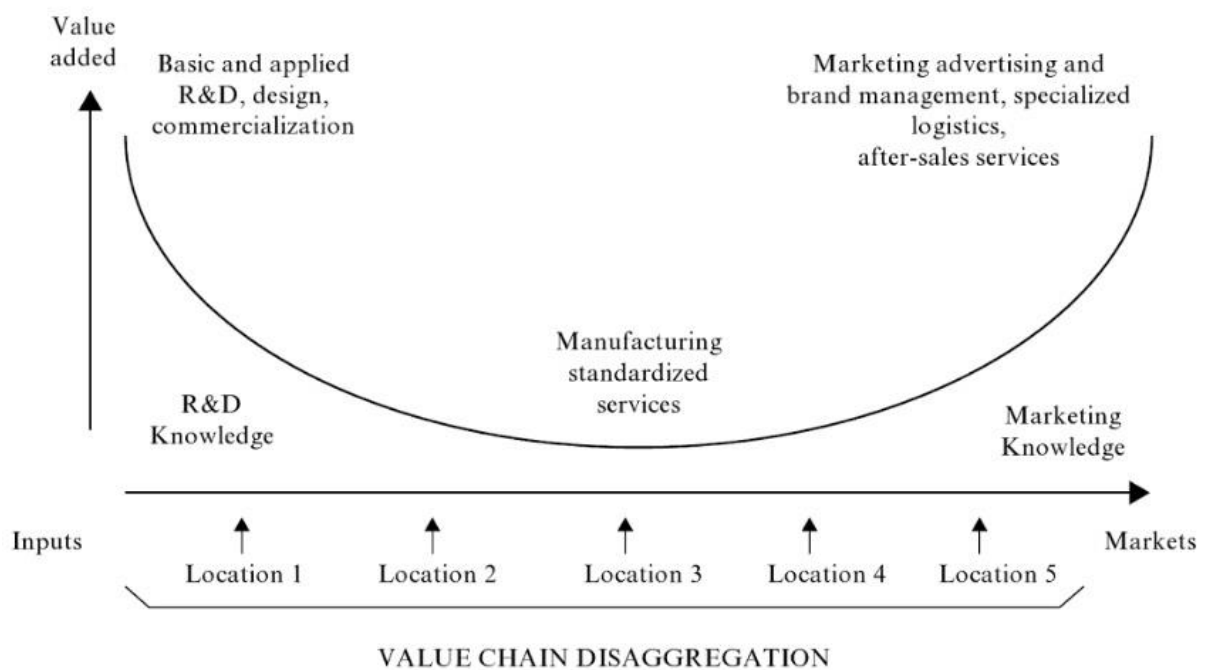 Value
added
Basic and applied
R&D, design,
commercialization
Marketing advertising and
brand management, specialized
logistics,
after-sales services
Manufacturing
standardized
services
R&D
Knowledge
Marketing
Knowledge
Inputs
Markets
Location 1
Location 2
Location 3
Location 4
Location 5
VALUE CHAIN DISAGGREGATION